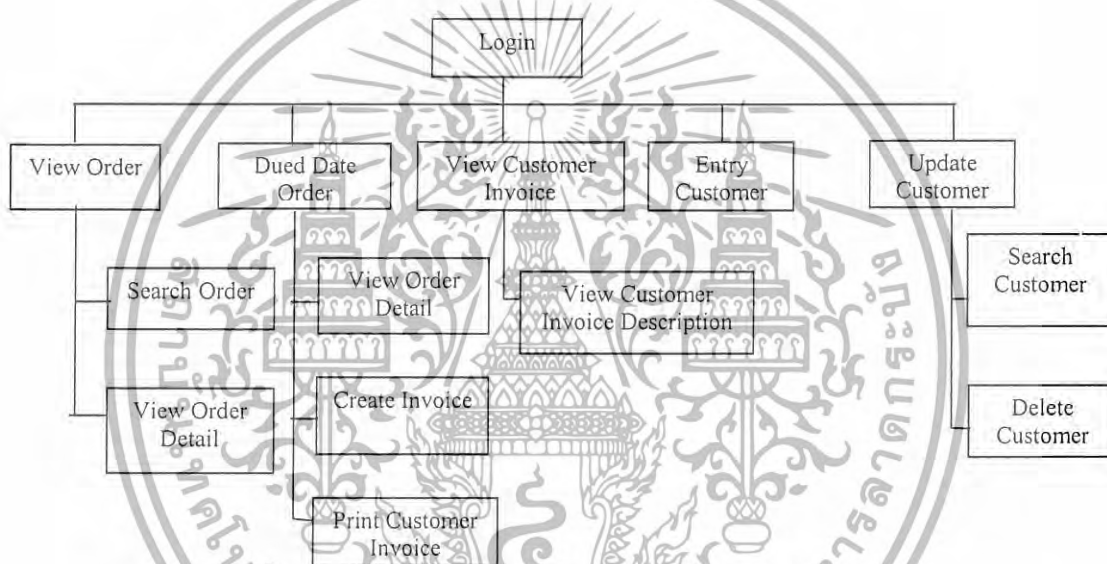 Login
View Order
Dued Date
Order
View Customer
Invoice
Entry
Customer
Update
Customer
Search Order
View Order
Detail
View Order
Detail
Create Invoice
Print Customer
Invoice
View Customer
Invoice Description
Search
Customer
Delete
Customer